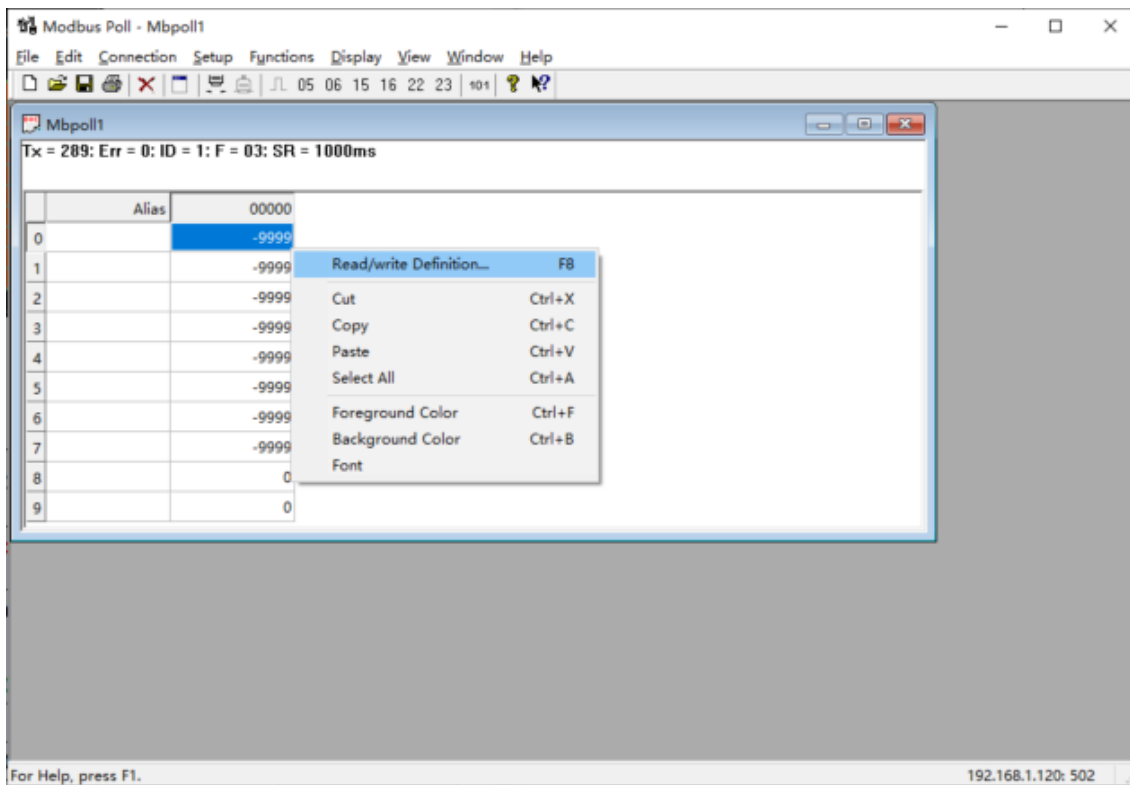 Modbus Poll - Mbpoll1
File Edit Connection Setup Functions Display View Window Help
05 06 15 16 22 23 101
Mbpoll1
Tx = 289: Err = 0: ID = 1: F = 03: SR = 1000ms
Alias 00000
0 -9999
1 -9999
2 -9999
3 -9999
4 -9999
5 -9999
6 -9999
7 -9999
8 0
9 0
Read/write Definition... F8
Cut Ctrl+X
Copy Ctrl+C
Paste Ctrl+V
Select All Ctrl+A
Foreground Color Ctrl+F
Background Color Ctrl+B
Font
For Help, press F1. 192.168.1.120: 502